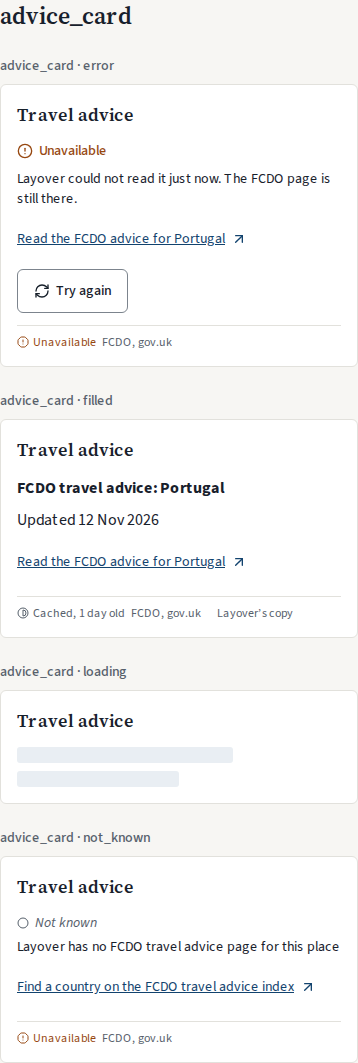 advice_card
advice_card · error
Travel advice
Unavailable
Layover could not read it just now. The FCDO page is
still there.
Read the FCDO advice for Portugal
Try again
Unavailable FCDO, gov.uk
advice_card · filled
Travel advice
FCDO travel advice: Portugal
Updated 12 Nov 2026
Read the FCDO advice for Portugal
Cached, 1 day old FCDO, gov.uk Layover's copy
advice_card · loading
Travel advice
advice_card · not_known
Travel advice
Not known
Layover has no FCDO travel advice page for this place
Find a country on the FCDO travel advice index
Unavailable FCDO, gov.uk